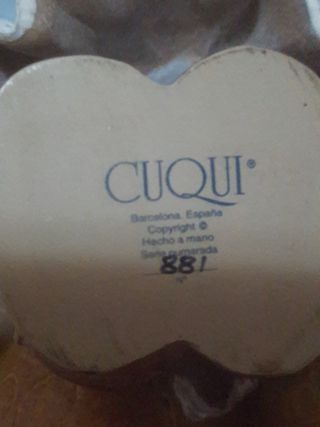 CUQUI®
Barcelona. España
Copyright ©
Hecho a mano
Serie numerada
881